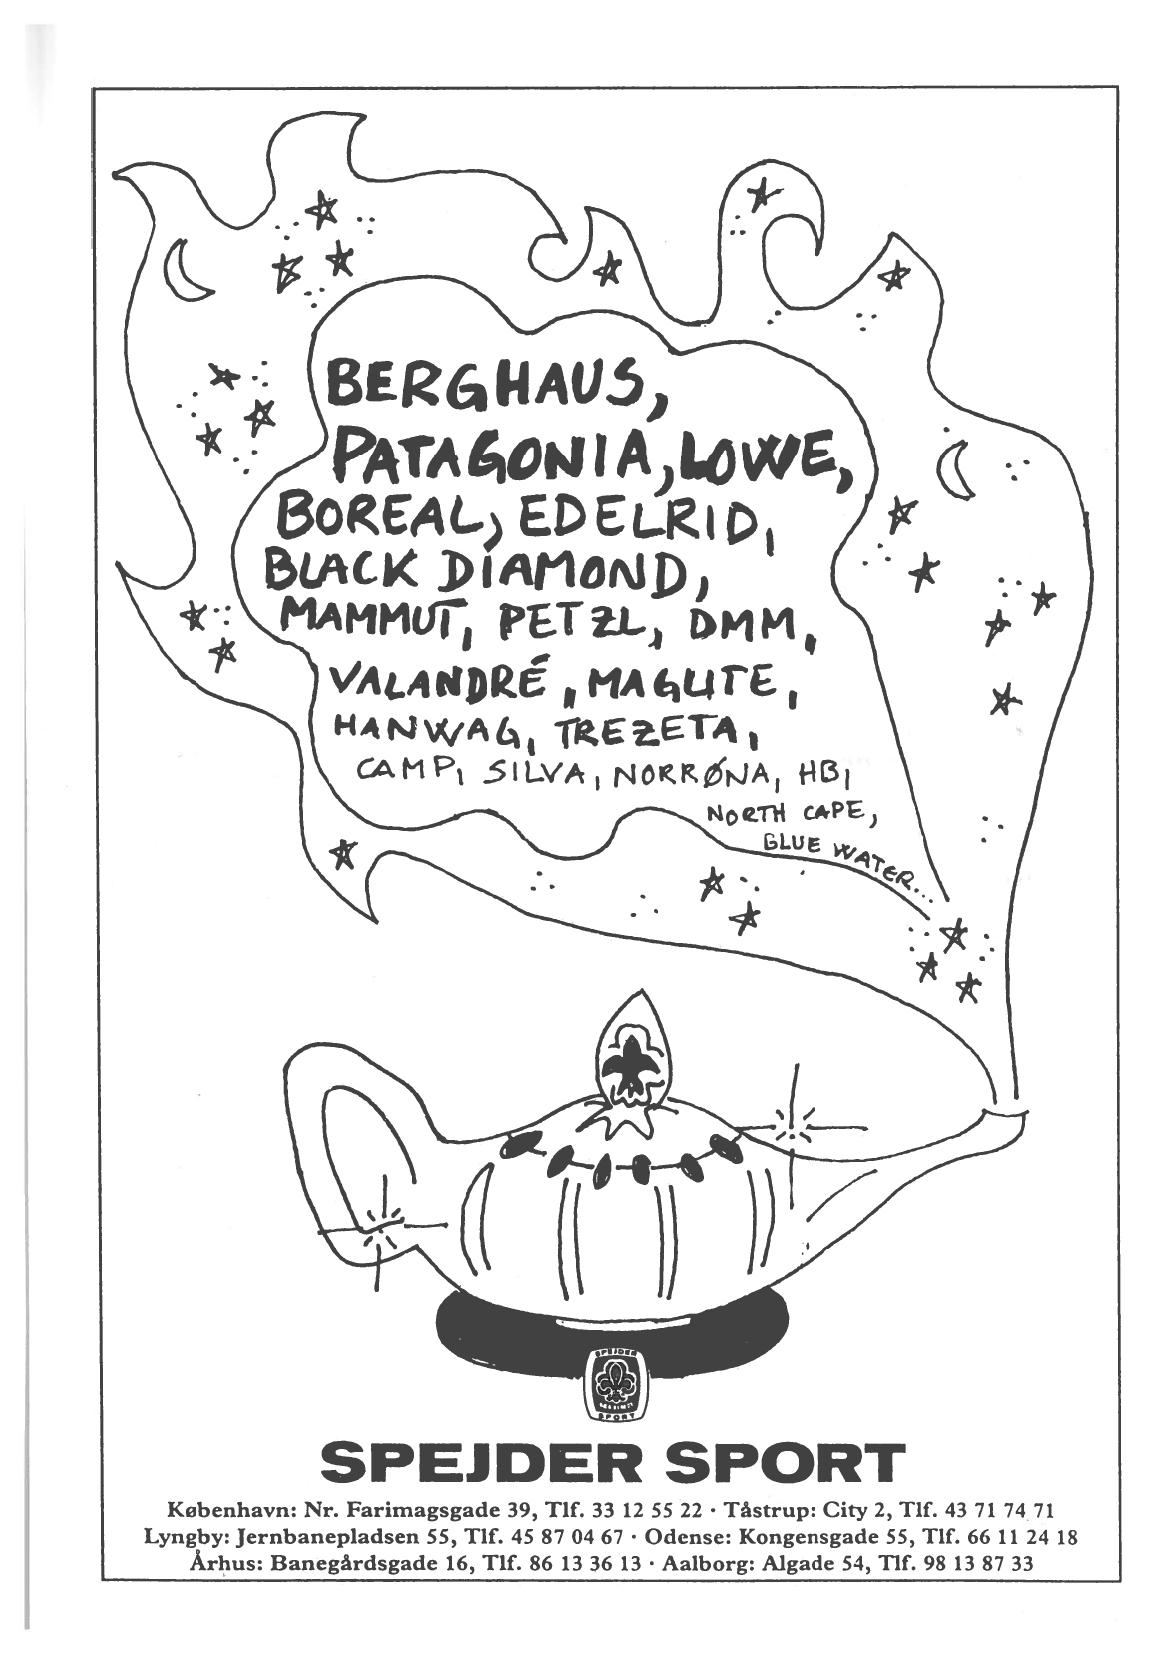 BERGHAUS,
PATAGONIA, LOWE,
BOREAL, EDELRID,
BLACK DIAMOND,
MAMMUT, PETZL, DMM,
VALANDRÉ, MAGLITE,
HANWAG, TREZETA,
CAMP, SILVA, NORRØNA, HB,
NORTH CAPE,
BLUE WATER...
SPEJDER
SPORT
SPEJDER SPORT
København: Nr. Farimagsgade 39, Tlf. 33 12 55 22 · Tåstrup: City 2, Tlf. 43 71 74 71
Lyngby: Jernbanepladsen 55, Tlf. 45 87 04 67 · Odense: Kongensgade 55, Tlf. 66 11 24 18
Århus: Banegårdsgade 16, Tlf. 86 13 36 13 · Aalborg: Algade 54, Tlf. 98 13 87 33